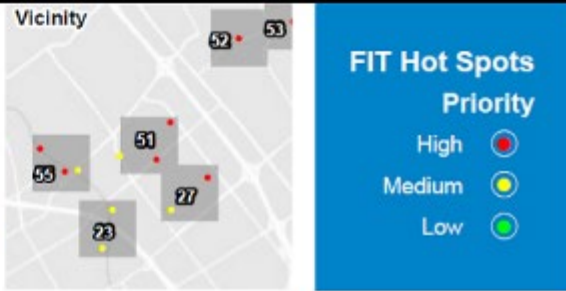 Vicinity
52
53
51
55
27
23
FIT Hot Spots
Priority
High
Medium
Low